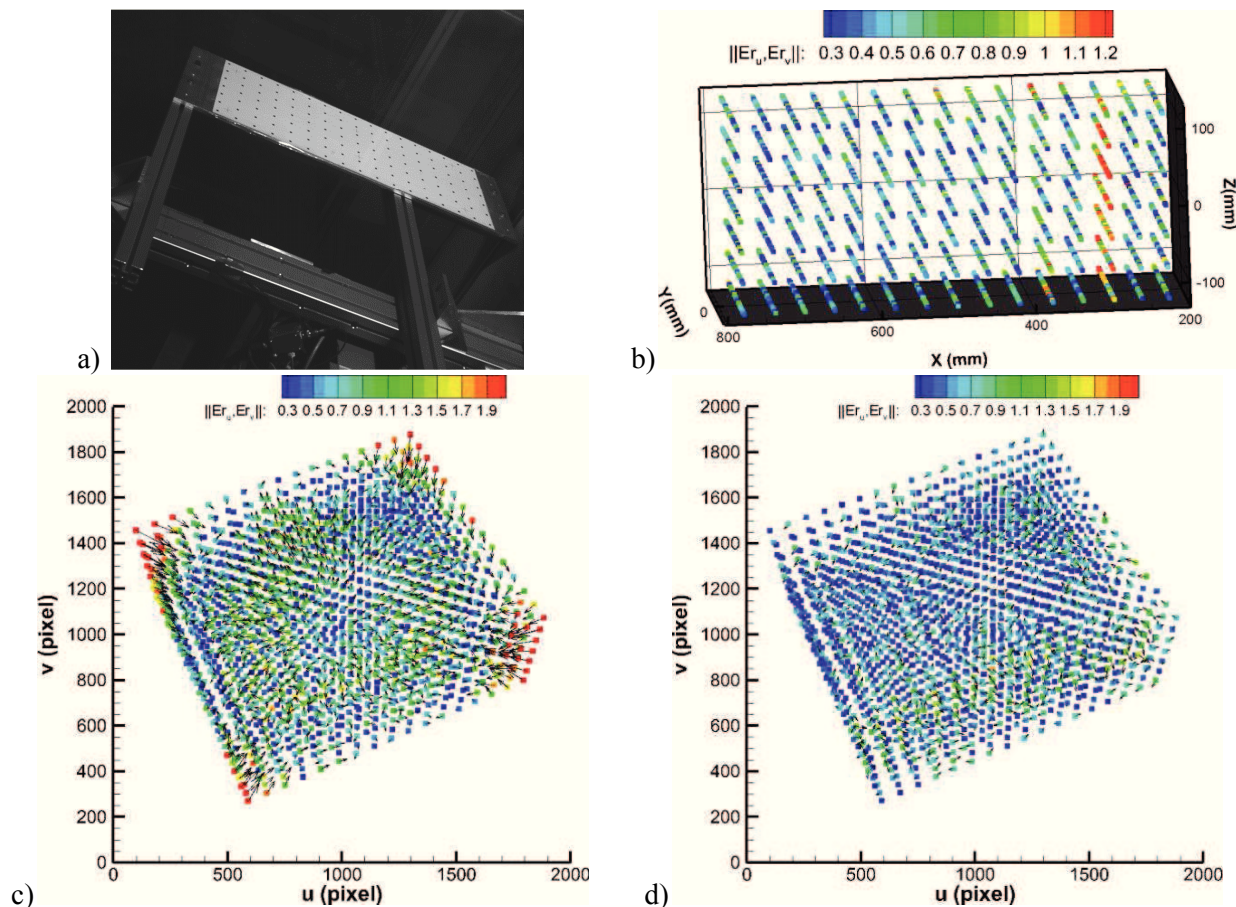 a)
||Er_u,Er_v||: 0.3 0.4 0.5 0.6 0.7 0.8 0.9 1 1.1 1.2
100
0
-100
Z(mm)
Y(mm)
0
800
600
400
200
X (mm)
b)
||Er_u,Er_v||: 0.3 0.5 0.7 0.9 1.1 1.3 1.5 1.7 1.9
2000
1800
1600
1400
1200
1000
800
600
400
200
0
v (pixel)
0 500 1000 1500 2000
u (pixel)
c)
||Er_u,Er_v||: 0.3 0.5 0.7 0.9 1.1 1.3 1.5 1.7 1.9
2000
1800
1600
1400
1200
1000
800
600
400
200
0
v (pixel)
0 500 1000 1500 2000
u (pixel)
d)